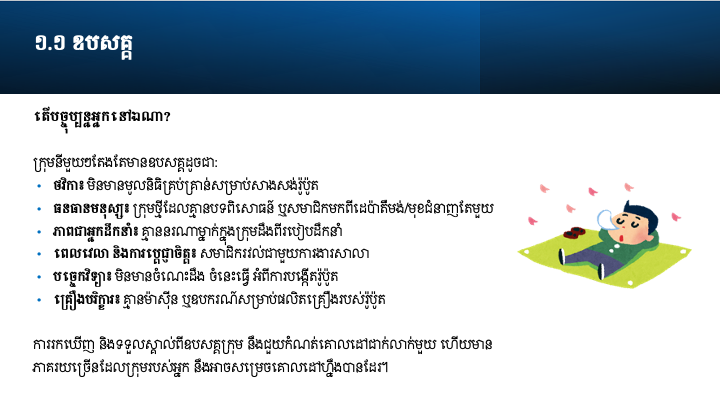 ១.១ ឧបសគ្គ
តើបច្ចុប្បន្នអ្នកនៅឯណា?
ក្រុមនីមួយៗតែងតែមានឧបសគ្គដូចជា:
• ថវិកា៖ មិនមានមូលនិធិគ្រប់គ្រាន់សម្រាប់សាងសង់រ៉ូប៉ូត
• ធនធានមនុស្ស៖ ក្រុមថ្មីដែលគ្មានបទពិសោធន៍ ឬសមាជិកមកពីដេប៉ាតឺម៉ង់/មុខជំនាញតែមួយ
• ភាពជាអ្នកដឹកនាំ៖ គ្មាននរណាម្នាក់ក្នុងក្រុមដឹងពីរបៀបដឹកនាំ
• ពេលវេលា និងការប្តេជ្ញាចិត្ត៖ សមាជិករវល់ជាមួយការងារសាលា
• បច្ចេកវិទ្យា៖ មិនមានចំណេះដឹង ចំនេះធ្វើ អំពីការបង្កើតរ៉ូប៉ូត
• គ្រឿងបរិក្ខារ៖ គ្មានម៉ាស៊ីន ឬឧបករណ៍សម្រាប់ផលិតគ្រឿងរបស់រ៉ូប៉ូត
ការរកឃើញ និងទទួលស្គាល់ពីឧបសគ្គក្រុម នឹងជួយកំណត់គោលដៅជាក់លាក់មួយ ហើយមាន
ភាគរយច្រើនដែលក្រុមរបស់អ្នក នឹងអាចសម្រេចគោលដៅហ្នឹងបានដែរ។